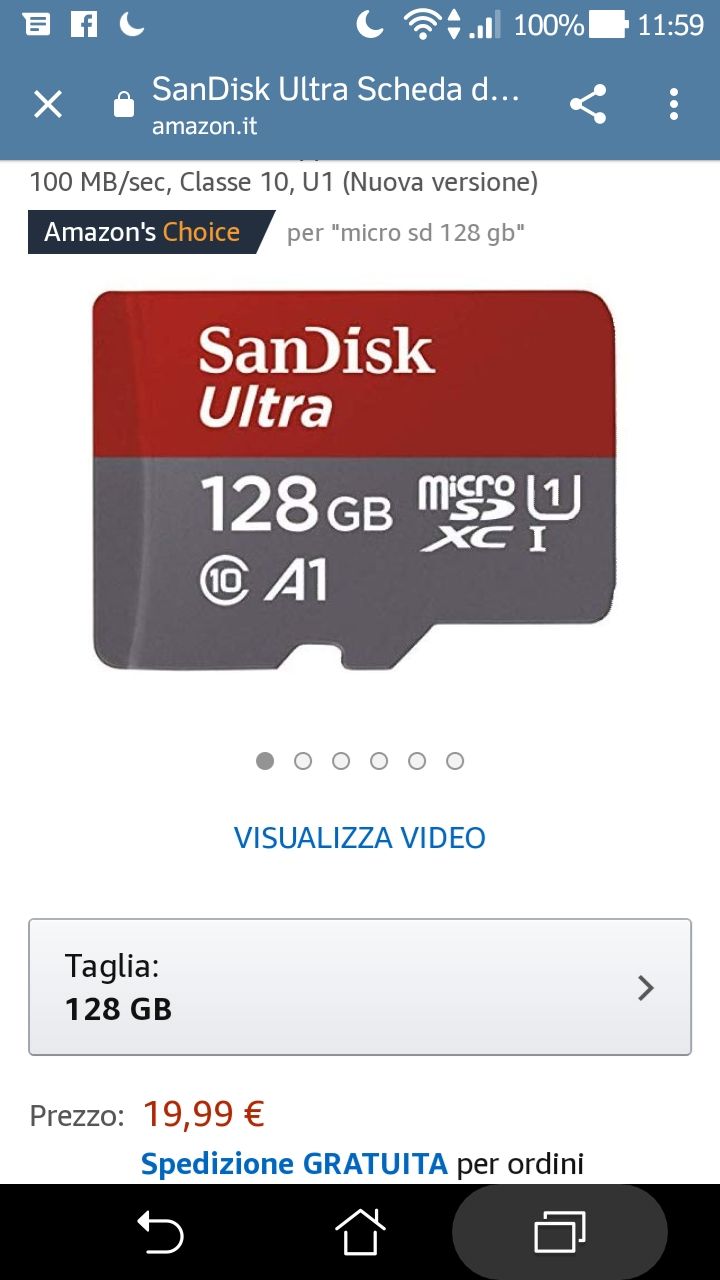 100% 11:59
SanDisk Ultra Scheda d...
amazon.it
100 MB/sec, Classe 10, U1 (Nuova versione)
Amazon's Choice per "micro sd 128 gb"
SanDisk
Ultra
128 GB micro SD XC I U1
10 A1
VISUALIZZA VIDEO
Taglia:
128 GB
Prezzo: 19,99 €
Spedizione GRATUITA per ordini